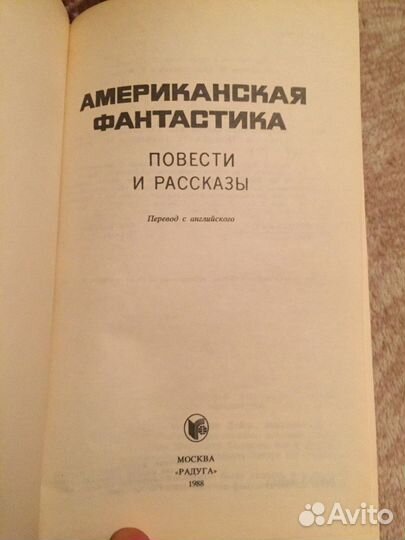 АМЕРИКАНСКАЯ
ФАНТАСТИКА
ПОВЕСТИ
И РАССКАЗЫ
Перевод с английского
МОСКВА
«РАДУГА»
1988
Avito